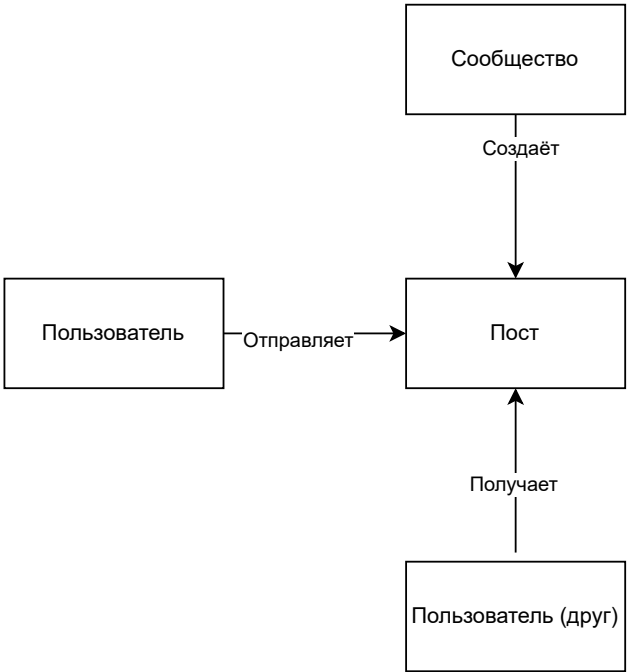 Сообщество
Создаёт
Пользователь
Отправляет
Пост
Получает
Пользователь (друг)